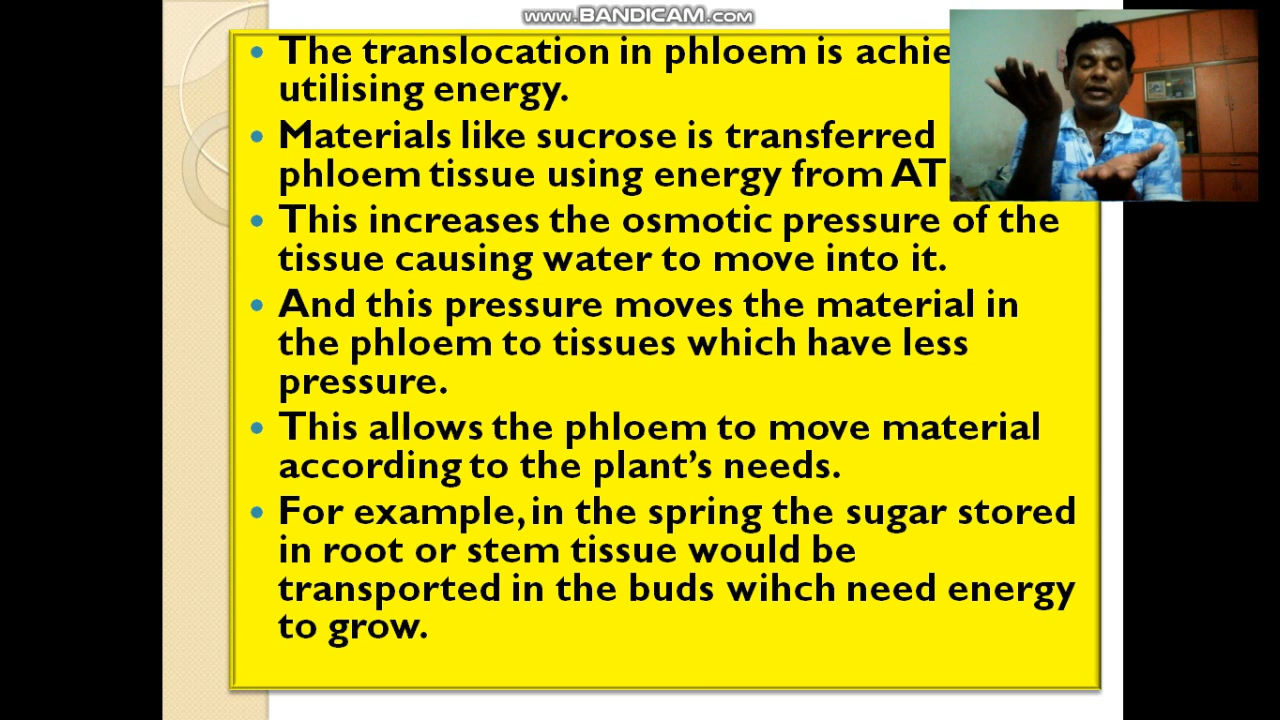 www.BANDICAM.com
• The translocation in phloem is achie
utilising energy.
• Materials like sucrose is transferred
phloem tissue using energy from AT
• This increases the osmotic pressure of the
tissue causing water to move into it.
• And this pressure moves the material in
the phloem to tissues which have less
pressure.
• This allows the phloem to move material
according to the plant’s needs.
• For example, in the spring the sugar stored
in root or stem tissue would be
transported in the buds wihch need energy
to grow.